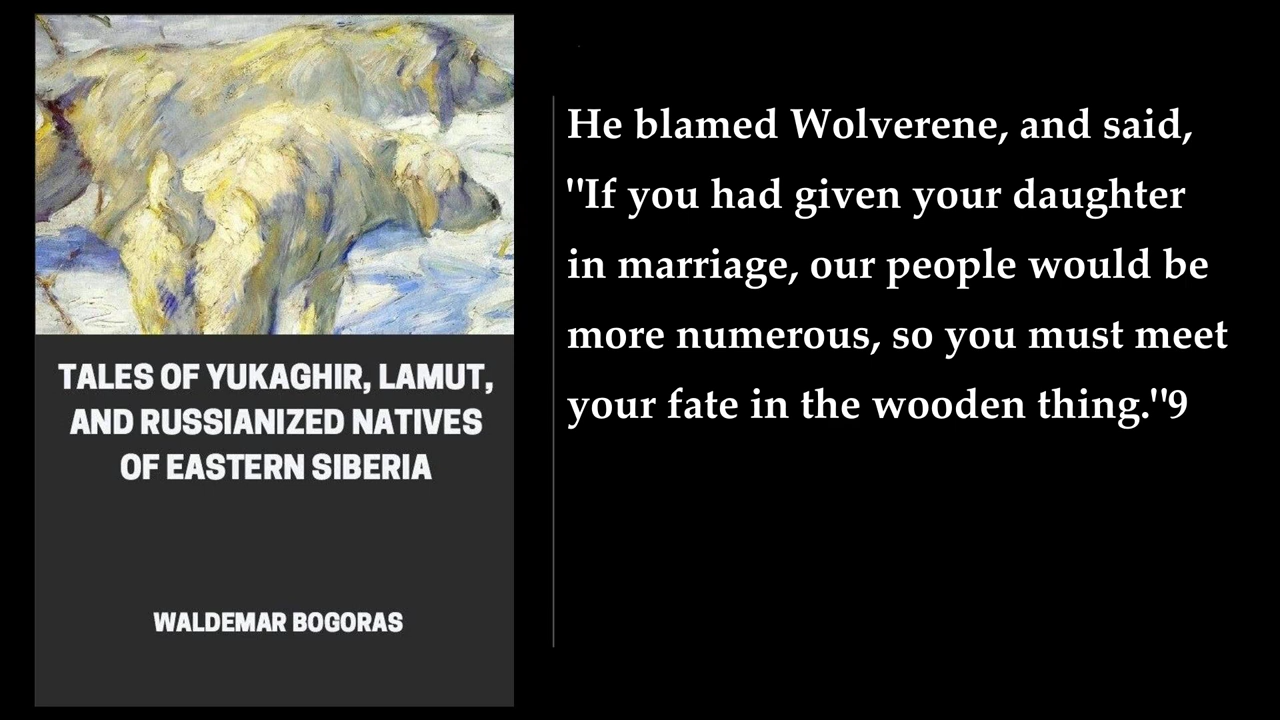 TALES OF YUKAGHIR, LAMUT,
AND RUSSIANIZED NATIVES
OF EASTERN SIBERIA
WALDEMAR BOGORAS
He blamed Wolverene, and said,
"If you had given your daughter
in marriage, our people would be
more numerous, so you must meet
your fate in the wooden thing."9